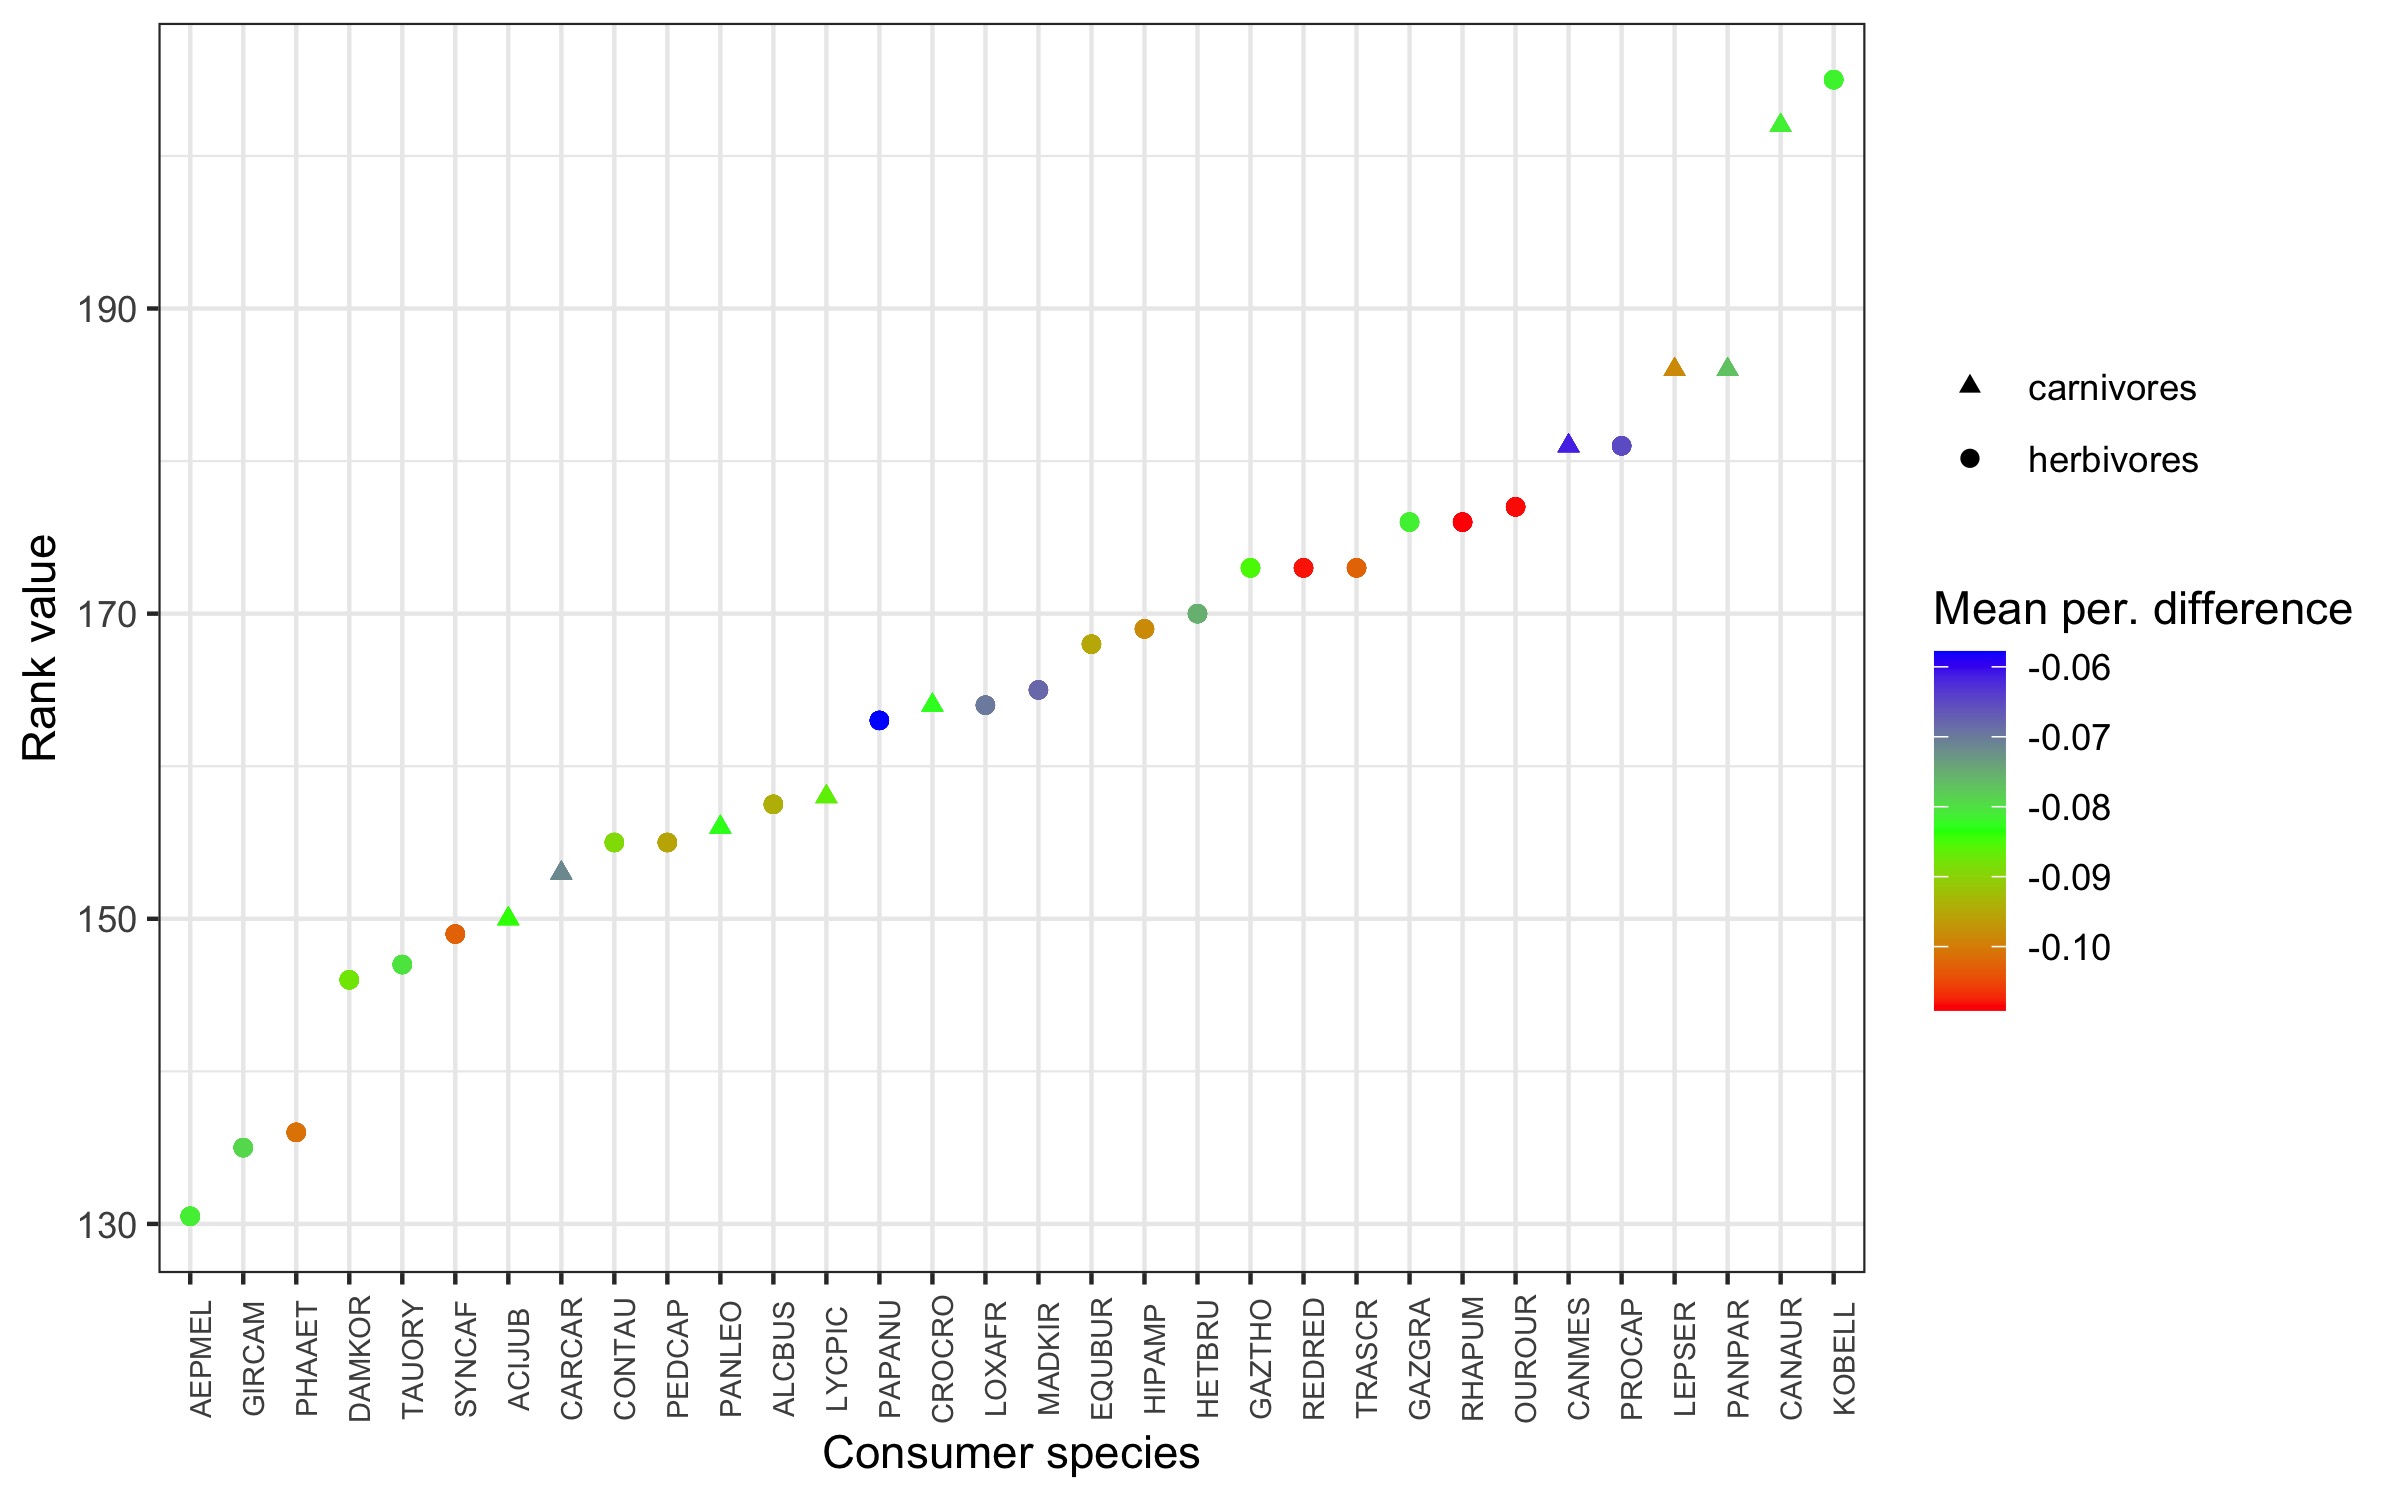 Rank value
190
170
150
130
AEPMEL
GIRCAM
PHAAET
DAMKOR
TAUORY
SYNCAF
ACIJUB
CARCAR
CONTAU
PEDCAP
PANLEO
ALCBUS
LYCPIC
PAPANU
CROCRO
LOXAFR
MADKIR
EQUBUR
HIPAMP
HETBRU
GAZTHO
REDRED
TRASCR
GAZGRA
RHAPUM
OUROUR
CANMES
PROCAP
LEPSER
PANPAR
CANAUR
KOBELL
Consumer species
carnivores
herbivores
Mean per. difference
-0.06
-0.07
-0.08
-0.09
-0.10